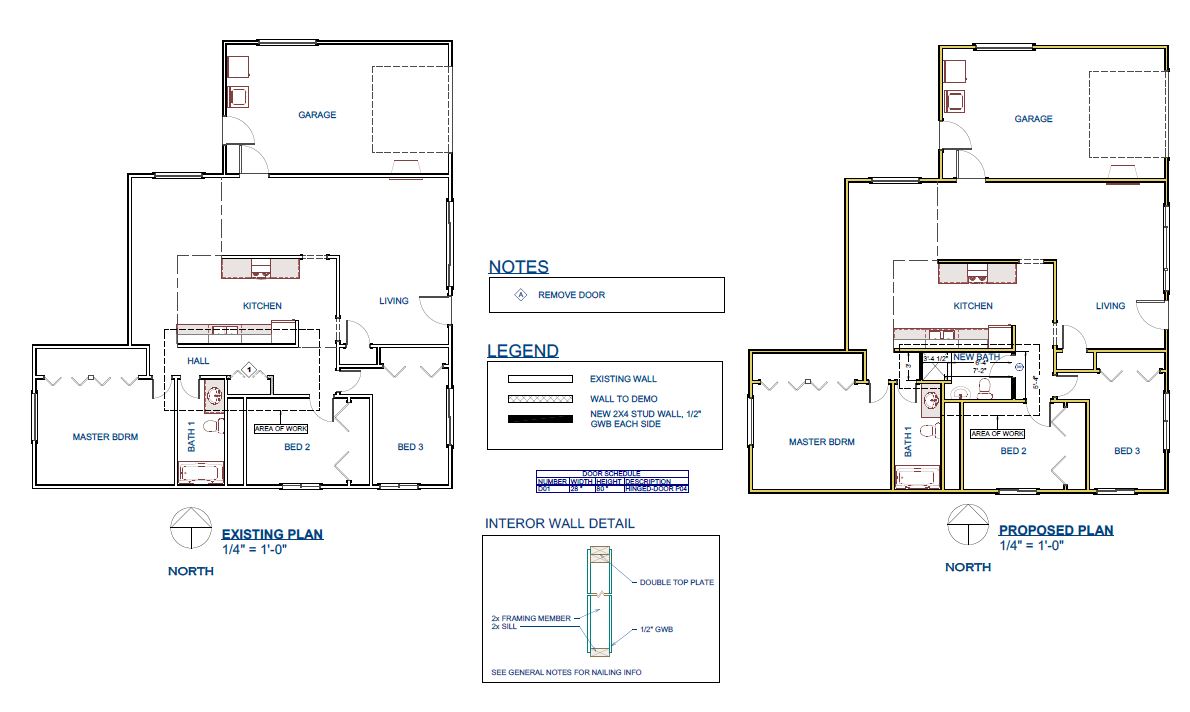 GARAGE
KITCHEN
LIVING
HALL
1
MASTER BDRM
BATH 1
AREA OF WORK
BED 2
BED 3
EXISTING PLAN
1/4" = 1'-0"
NORTH
NOTES
A REMOVE DOOR
LEGEND
EXISTING WALL
WALL TO DEMO
NEW 2X4 STUD WALL, 1/2"
GWB EACH SIDE
DOOR SCHEDULE
NUMBER WIDTH HEIGHT DESCRIPTION
D01 28 " 80 " HINGED-DOOR P04
INTEROR WALL DETAIL
DOUBLE TOP PLATE
2x FRAMING MEMBER
2x SILL
1/2" GWB
SEE GENERAL NOTES FOR NAILING INFO
GARAGE
KITCHEN
LIVING
NEW BATH
3'-4 1/2"
7'-2"
MASTER BDRM
BATH 1
AREA OF WORK
BED 2
BED 3
PROPOSED PLAN
1/4" = 1'-0"
NORTH